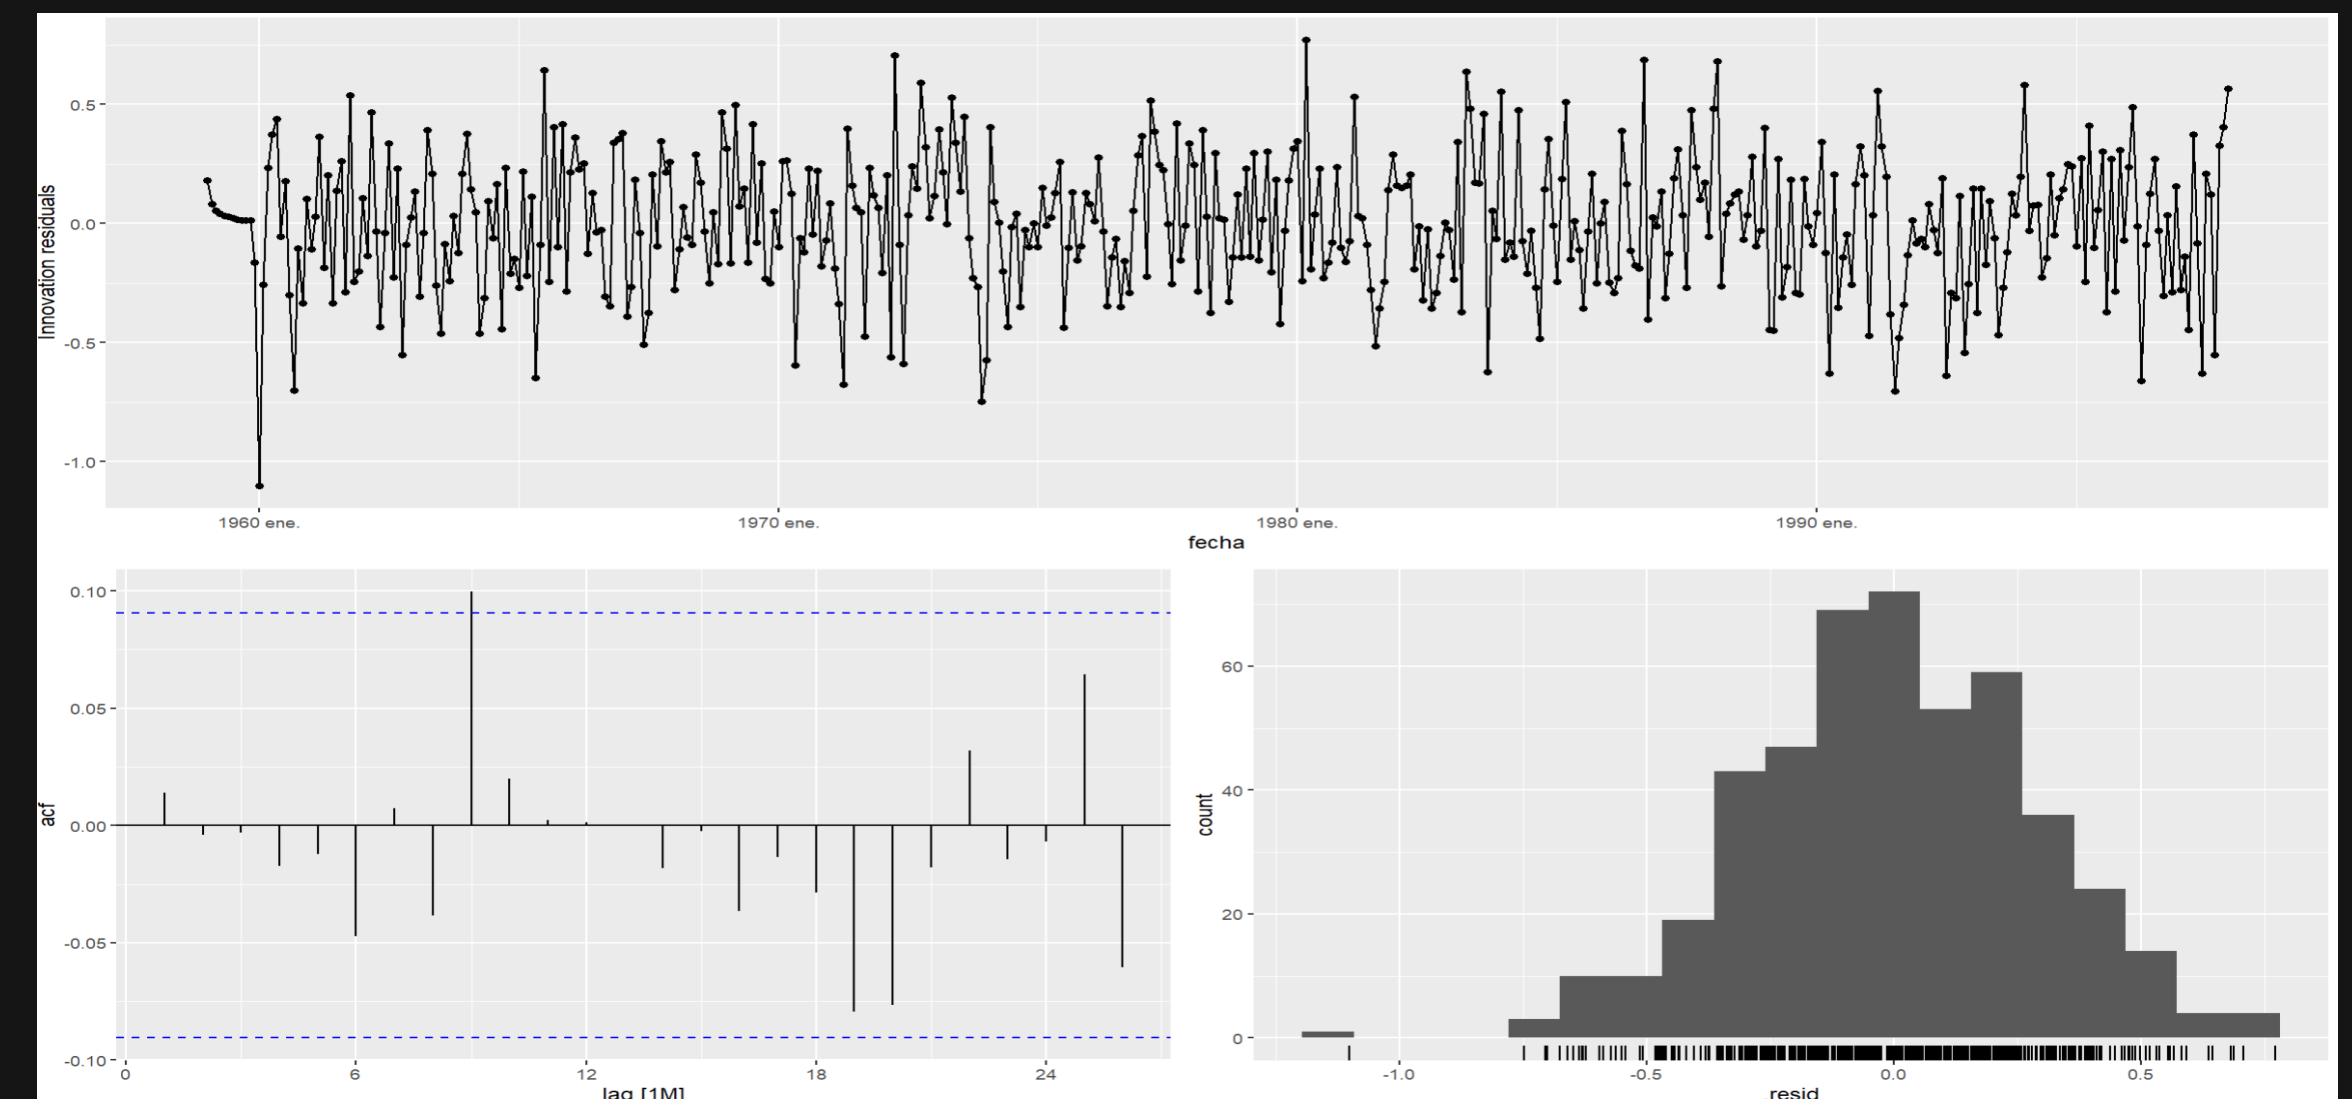 Innovation residuals
0.5
0.0
-0.5
-1.0
1960 ene.
1970 ene.
1980 ene.
1990 ene.
fecha
acf
0.10
0.05
0.00
-0.05
-0.10
0
6
12
18
24
lag [1M]
count
60
40
20
0
-1.0
-0.5
0.0
0.5
resid